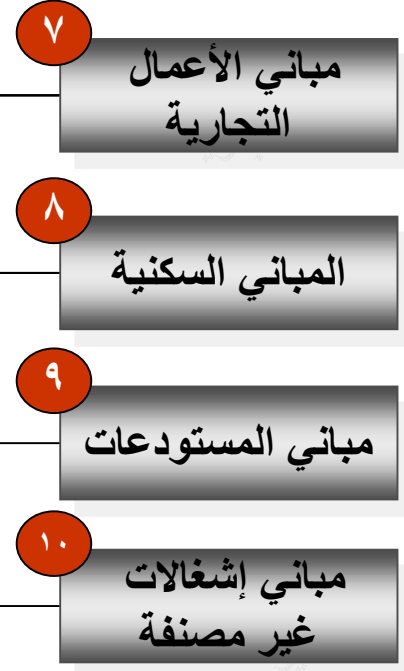 ٧
مباني الأعمال
التجارية
٨
المباني السكنية
٩
مباني المستودعات
١٠
مباني إشغالات
غير مصنفة